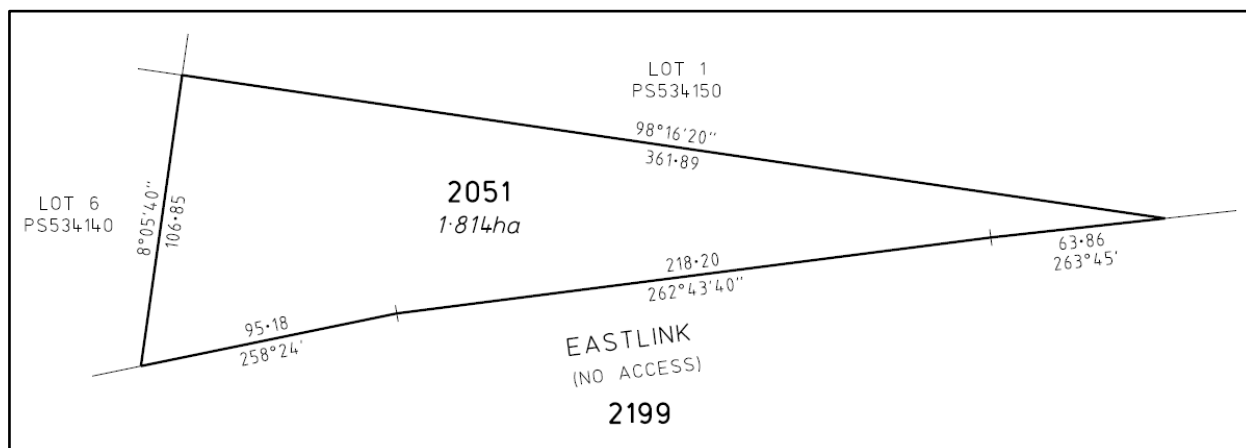 LOT 1
PS534150
98°16'20"
361·89
2051
1·814ha
LOT 6
PS534140
8°05'40"
106·85
63·86
263°45'
218·20
262°43'40"
95·18
258°24'
EASTLINK
(NO ACCESS)
2199